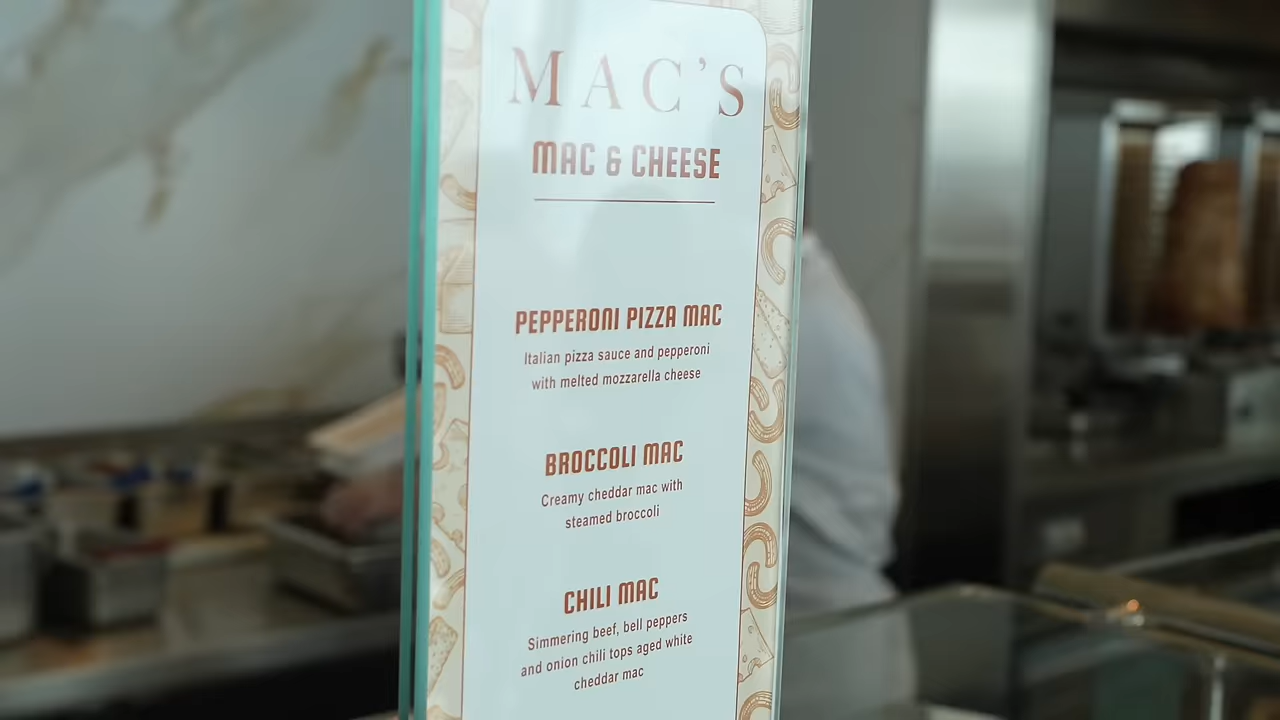 MAC'S
MAC & CHEESE
PEPPERONI PIZZA MAC
Italian pizza sauce and pepperoni
with melted mozzarella cheese
BROCCOLI MAC
Creamy cheddar mac with
steamed broccoli
CHILI MAC
Simmering beef, bell peppers
and onion chili tops aged white
cheddar mac